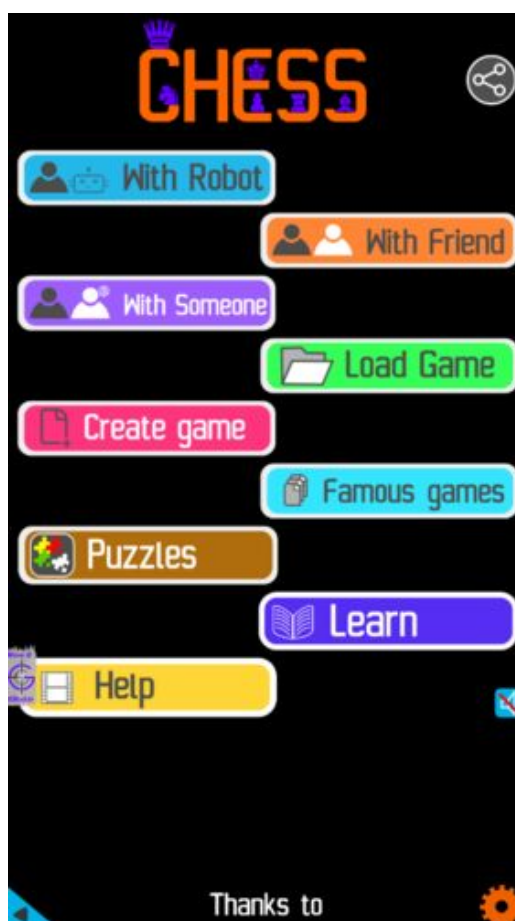 CHESS
With Robot
With Friend
With Someone
Load Game
Create game
Famous games
Puzzles
Learn
Help
Thanks to